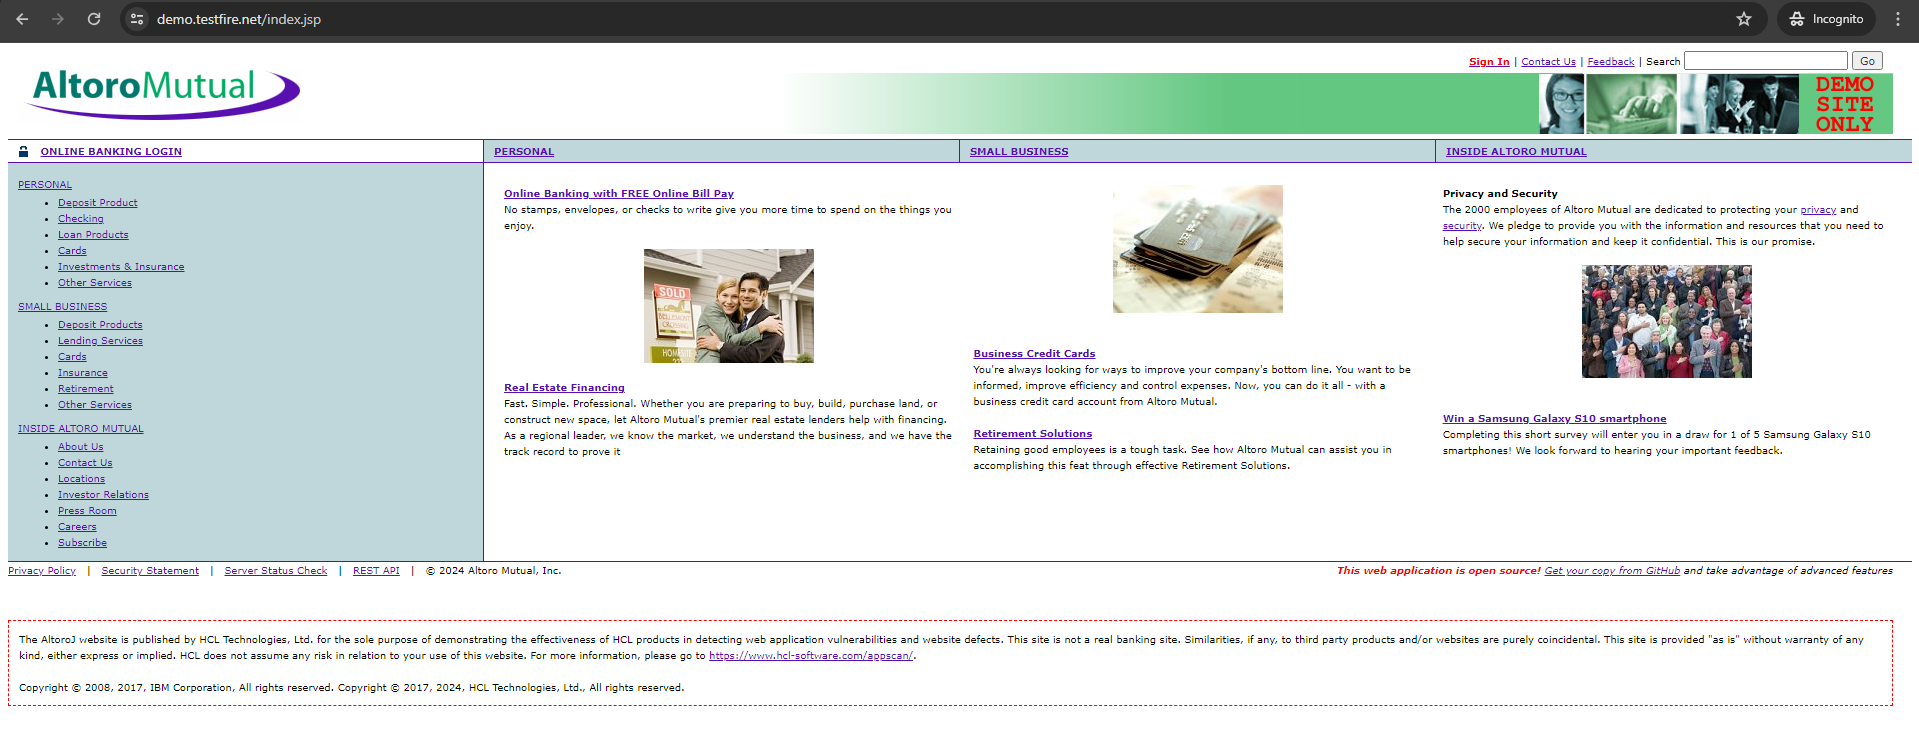 demo.testfire.net/index.jsp
Incognito
Sign In | Contact Us | Feedback | Search
Go
AltoroMutual
DEMO
SITE
ONLY
ONLINE BANKING LOGIN
PERSONAL
SMALL BUSINESS
INSIDE ALTORO MUTUAL
PERSONAL
Deposit Product
Checking
Loan Products
Cards
Investments & Insurance
Other Services
SMALL BUSINESS
Deposit Products
Lending Services
Cards
Insurance
Retirement
Other Services
INSIDE ALTORO MUTUAL
About Us
Contact Us
Locations
Investor Relations
Press Room
Careers
Subscribe
Online Banking with FREE Online Bill Pay
No stamps, envelopes, or checks to write give you more time to spend on the things you
enjoy.
SOLD
Real Estate Financing
Fast. Simple. Professional. Whether you are preparing to buy, build, purchase land, or
construct new space, let Altoro Mutual's premier real estate lenders help with financing.
As a regional leader, we know the market, we understand the business, and we have the
track record to prove it
Business Credit Cards
You're always looking for ways to improve your company's bottom line. You want to be
informed, improve efficiency and control expenses. Now, you can do it all - with a
business credit card account from Altoro Mutual.
Retirement Solutions
Retaining good employees is a tough task. See how Altoro Mutual can assist you in
accomplishing this feat through effective Retirement Solutions.
Privacy and Security
The 2000 employees of Altoro Mutual are dedicated to protecting your privacy and
security. We pledge to provide you with the information and resources that you need to
help secure your information and keep it confidential. This is our promise.
Win a Samsung Galaxy S10 smartphone
Completing this short survey will enter you in a draw for 1 of 5 Samsung Galaxy S10
smartphones! We look forward to hearing your important feedback.
Privacy Policy | Security Statement | Server Status Check | REST API | © 2024 Altoro Mutual, Inc.
This web application is open source! Get your copy from GitHub and take advantage of advanced features
The AltoroJ website is published by HCL Technologies, Ltd. for the sole purpose of demonstrating the effectiveness of HCL products in detecting web application vulnerabilities and website defects. This site is not a real banking site. Similarities, if any, to third party products and/or websites are purely coincidental. This site is provided "as is" without warranty of any
kind, either express or implied. HCL does not assume any risk in relation to your use of this website. For more information, please go to https://www.hcl-software.com/appscan/.
Copyright © 2008, 2017, IBM Corporation, All rights reserved. Copyright © 2017, 2024, HCL Technologies, Ltd., All rights reserved.